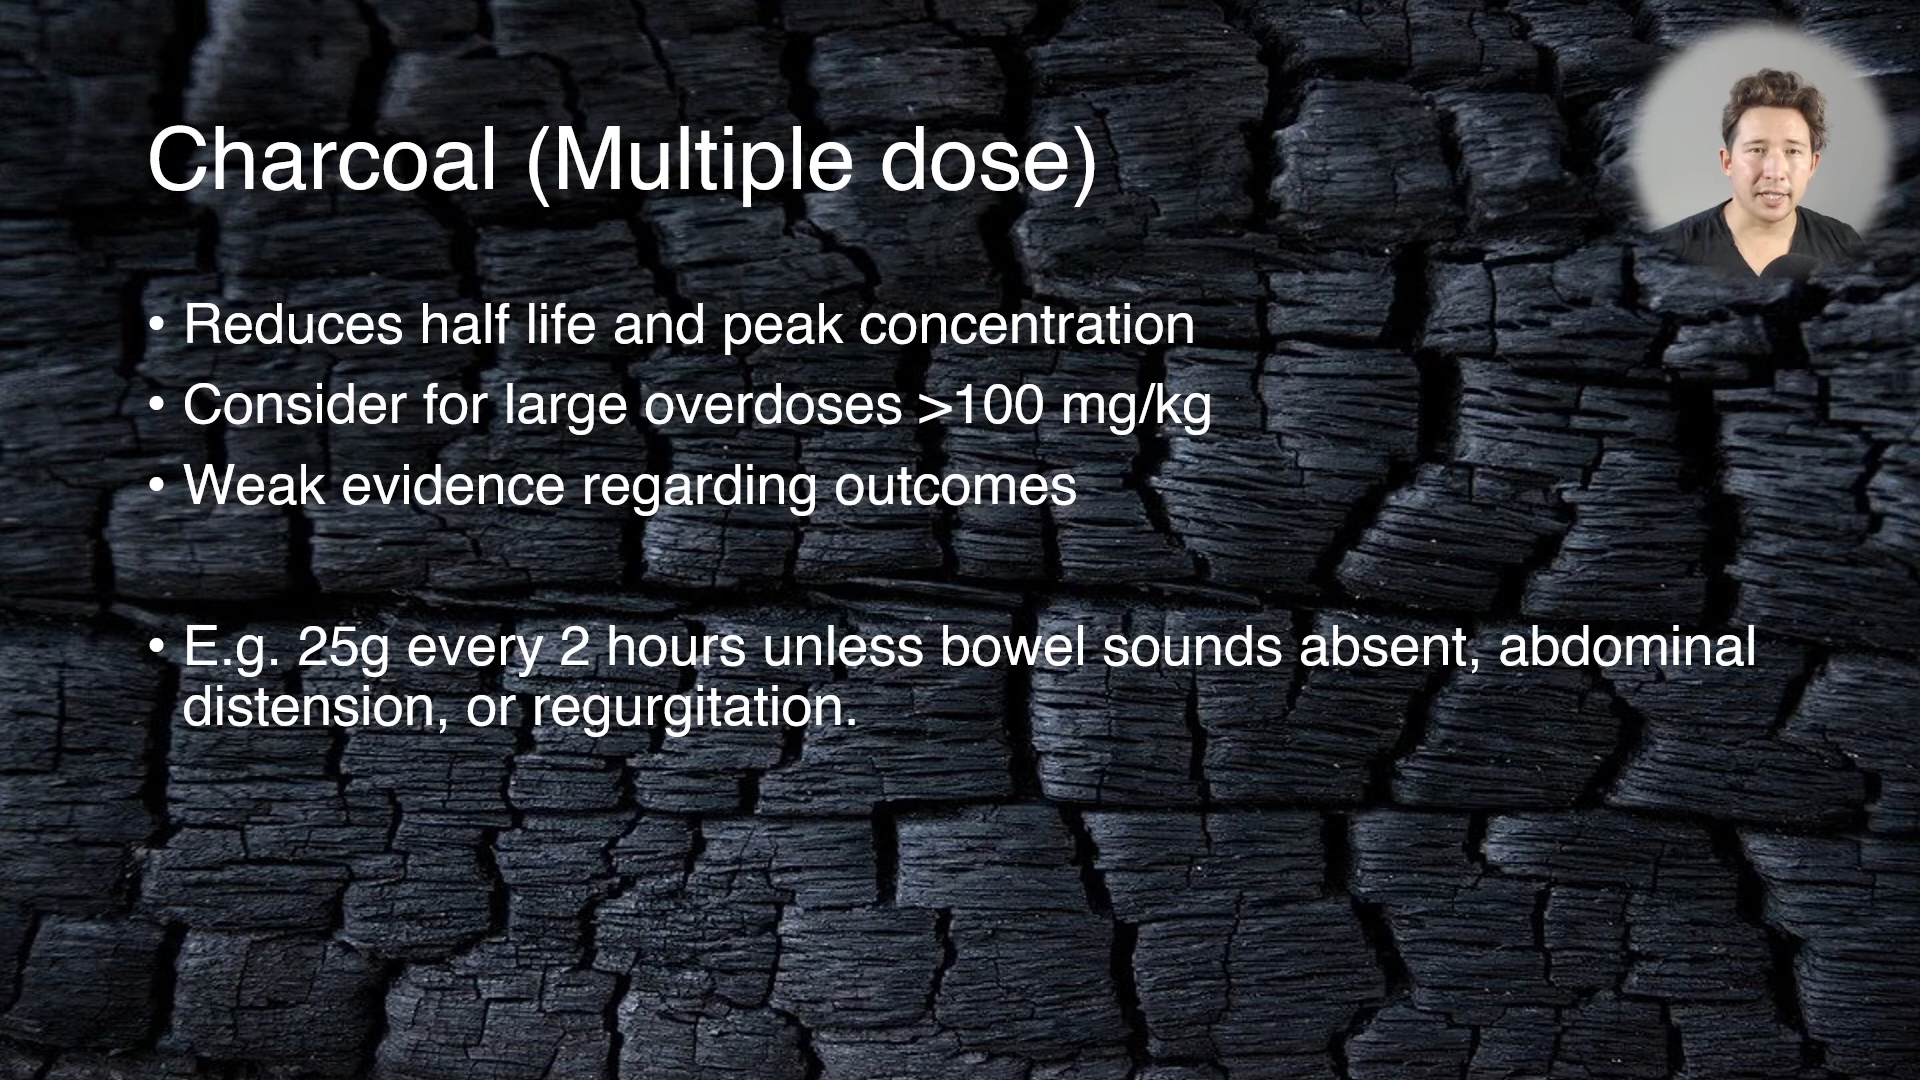 Charcoal (Multiple dose)
• Reduces half life and peak concentration
• Consider for large overdoses >100 mg/kg
• Weak evidence regarding outcomes
• E.g. 25g every 2 hours unless bowel sounds absent, abdominal
distension, or regurgitation.